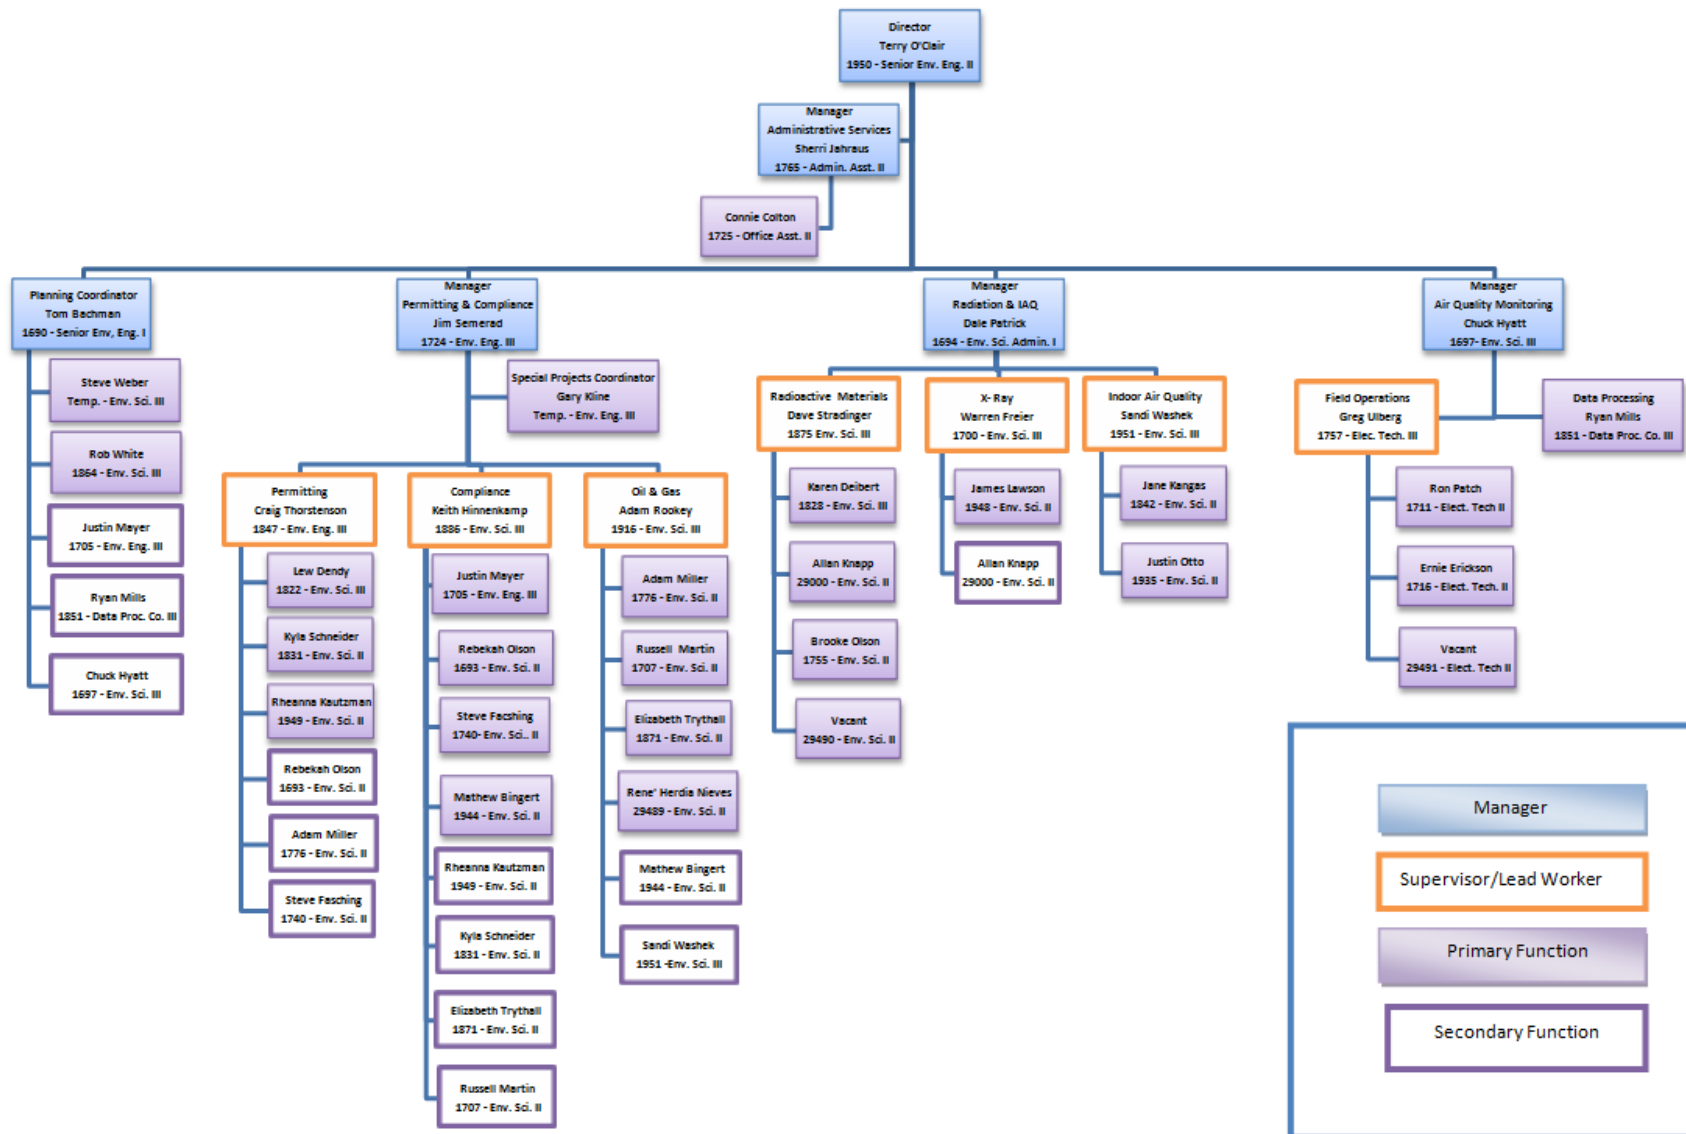 Director
Terry O'Clair
1950 - Senior Env. Eng. II
Manager
Administrative Services
Sherri Jahraus
1765 - Admin. Asst. II
Connie Colton
1725 - Office Asst. II
Planning Coordinator
Tom Bachman
1690 - Senior Env, Eng. I
Steve Weber
Temp. - Env. Sci. III
Rob White
1864 - Env. Sci. III
Justin Mayer
1705 - Env. Eng. III
Ryan Mills
1851 - Data Proc. Co. III
Chuck Hyatt
1697 - Env. Sci. III
Manager
Permitting & Compliance
Jim Semerad
1724 - Env. Eng. III
Special Projects Coordinator
Gary Kline
Temp. - Env. Eng. III
Permitting
Craig Thorstenson
1847 - Env. Eng. III
Lew Dendy
1822 - Env. Sci. III
Kyla Schneider
1831 - Env. Sci. II
Rheanna Kautzman
1949 - Env. Sci. II
Rebekah Olson
1693 - Env. Sci. II
Adam Miller
1776 - Env. Sci. II
Steve Fasching
1740 - Env. Sci. II
Compliance
Keith Hinnenkamp
1886 - Env. Sci. III
Justin Mayer
1705 - Env. Eng. III
Rebekah Olson
1693 - Env. Sci. II
Steve Facshing
1740- Env. Sci.. II
Mathew Bingert
1944 - Env. Sci. II
Rheanna Kautzman
1949 - Env. Sci. II
Kyla Schneider
1831 - Env. Sci. II
Elizabeth Trythall
1871 - Env. Sci. II
Russell Martin
1707 - Env. Sci. II
Oil & Gas
Adam Rookey
1916 - Env. Sci. III
Adam Miller
1776 - Env. Sci. II
Russell Martin
1707 - Env. Sci. II
Elizabeth Trythall
1871 - Env. Sci. II
Rene' Herdia Nieves
29489 - Env. Sci. II
Mathew Bingert
1944 - Env. Sci. II
Sandi Washek
1951 -Env. Sci. III
Manager
Radiation & IAQ
Dale Patrick
1694 - Env. Sci. Admin. I
Radioactive Materials
Dave Stradinger
1875 Env. Sci. III
Karen Deibert
1828 - Env. Sci. III
Allan Knapp
29000 - Env. Sci. II
Brooke Olson
1755 - Env. Sci. II
Vacant
29490 - Env. Sci. II
X- Ray
Warren Freier
1700 - Env. Sci. III
James Lawson
1948 - Env. Sci. II
Allan Knapp
29000 - Env. Sci. II
Indoor Air Quality
Sandi Washek
1951 - Env. Sci. III
Jane Kangas
1842 - Env. Sci. II
Justin Otto
1935 - Env. Sci. II
Manager
Air Quality Monitoring
Chuck Hyatt
1697- Env. Sci. III
Field Operations
Greg Ulberg
1757 - Elec. Tech. III
Ron Patch
1711 - Elect. Tech II
Ernie Erickson
1716 - Elect. Tech. II
Vacant
29491 - Elect. Tech II
Data Processing
Ryan Mills
1851 - Data Proc. Co. III
Manager
Supervisor/Lead Worker
Primary Function
Secondary Function